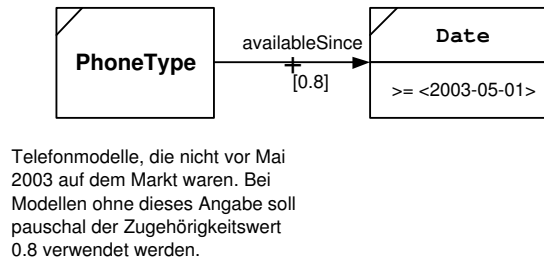 PhoneType
availableSince
[0.8]
Date
>= <2003-05-01>
Telefonmodelle, die nicht vor Mai
2003 auf dem Markt waren. Bei
Modellen ohne dieses Angabe soll
pauschal der Zugehörigkeitswert
0.8 verwendet werden.